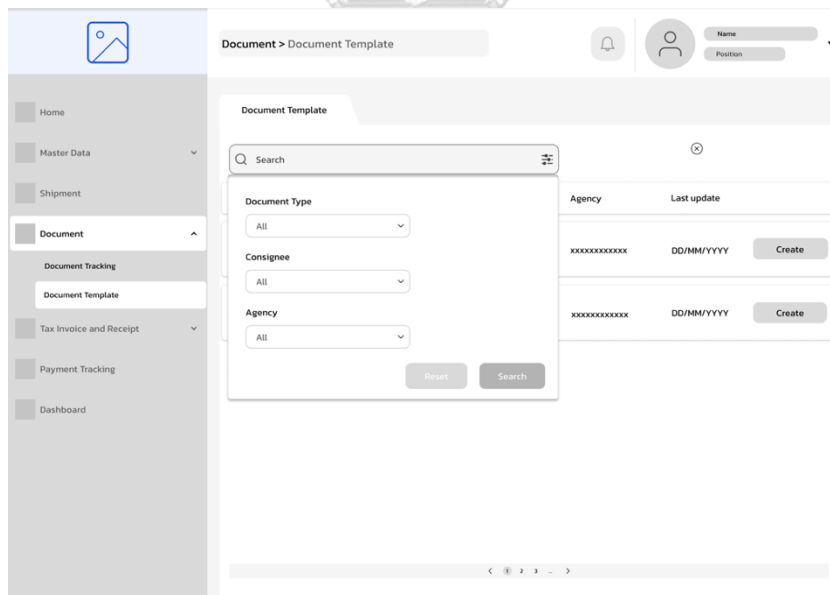 Document > Document Template
Name
Position
Home
Master Data
Shipment
Document
Document Tracking
Document Template
Tax Invoice and Receipt
Payment Tracking
Dashboard
Document Template
Search
Agency Last update
Document Type
All
Consignee
All
Agency
All
Reset Search
xxxxxxxxxxxx DD/MM/YYYY Create
xxxxxxxxxxxx DD/MM/YYYY Create
< 1 2 3 ... >